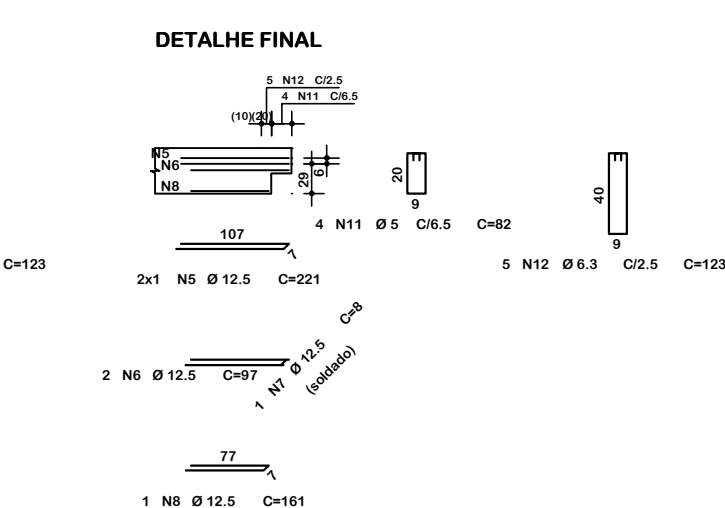 DETALHE FINAL
5 N12 C/2.5
4 N11 C/6.5
(10)(20)
N5
N6
N8
29
6
20
9
4 N11 Ø 5 C/6.5 C=82
40
9
5 N12 Ø 6.3 C/2.5 C=123
C=123
107
7
2x1 N5 Ø 12.5 C=221
2 N6 Ø 12.5 C=97
1 N7 Ø 12.5 C=8
(soldado)
77
7
1 N8 Ø 12.5 C=161